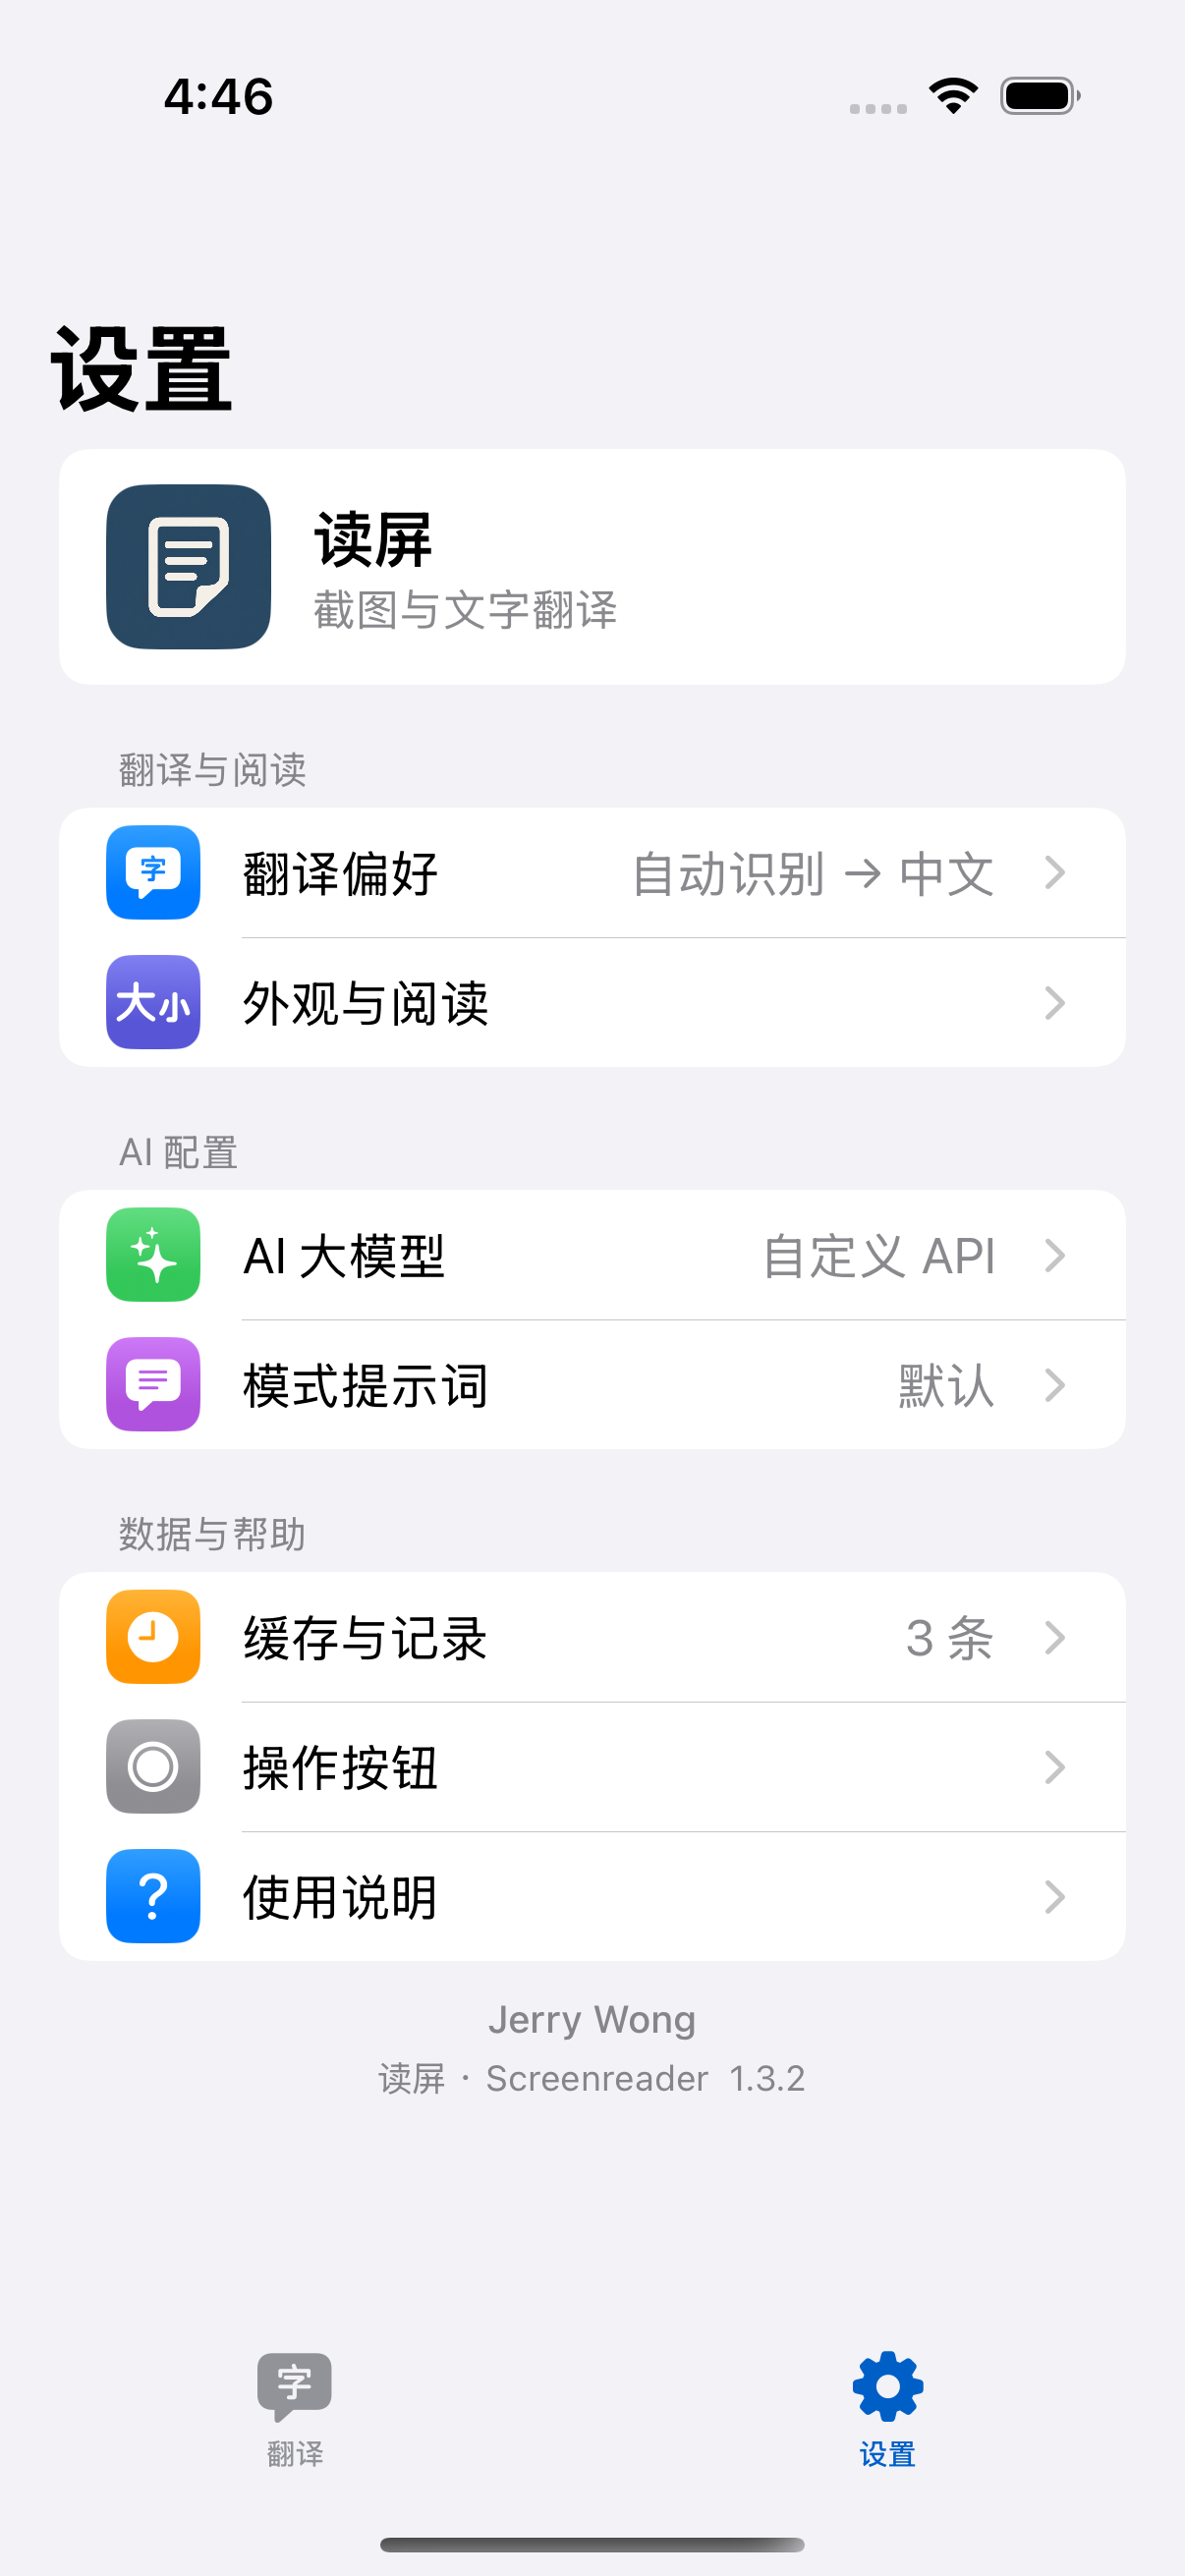 4:46
设置
读屏
截图与文字翻译
翻译与阅读
字
翻译偏好 自动识别 → 中文
大小
外观与阅读
AI 配置
AI 大模型 自定义 API
模式提示词 默认
数据与帮助
缓存与记录 3 条
操作按钮
?
使用说明
Jerry Wong
读屏 · Screenreader 1.3.2
字
翻译
设置